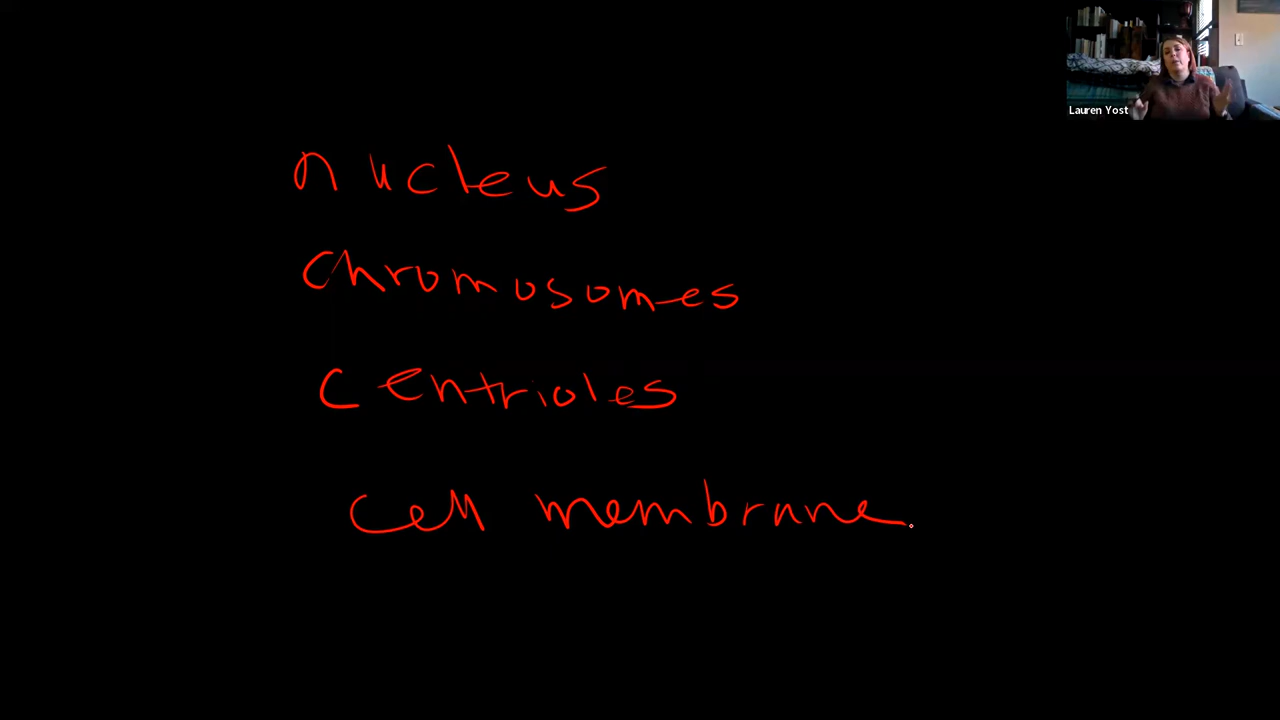 Lauren Yost
nucleus
Chromosomes
Centrioles
Cell membrane